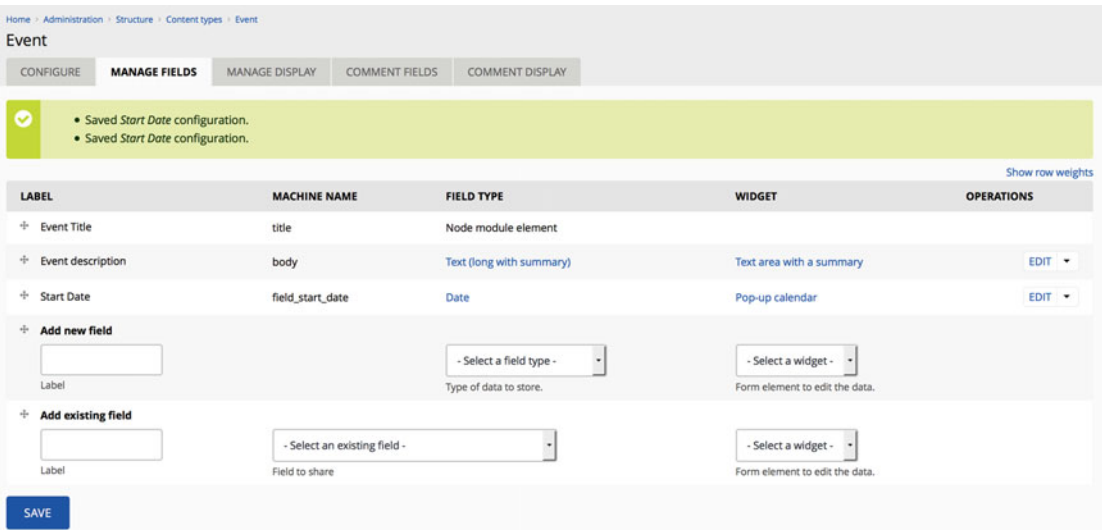 Home › Administration › Structure › Content types › Event
Event
CONFIGURE MANAGE FIELDS MANAGE DISPLAY COMMENT FIELDS COMMENT DISPLAY
• Saved Start Date configuration.
• Saved Start Date configuration.
Show row weights
LABEL MACHINE NAME FIELD TYPE WIDGET OPERATIONS
Event Title title Node module element
Event description body Text (long with summary) Text area with a summary EDIT
Start Date field_start_date Date Pop-up calendar EDIT
Add new field
- Select a field type - - Select a widget -
Label Type of data to store. Form element to edit the data.
Add existing field
- Select an existing field - - Select a widget -
Label Field to share Form element to edit the data.
SAVE